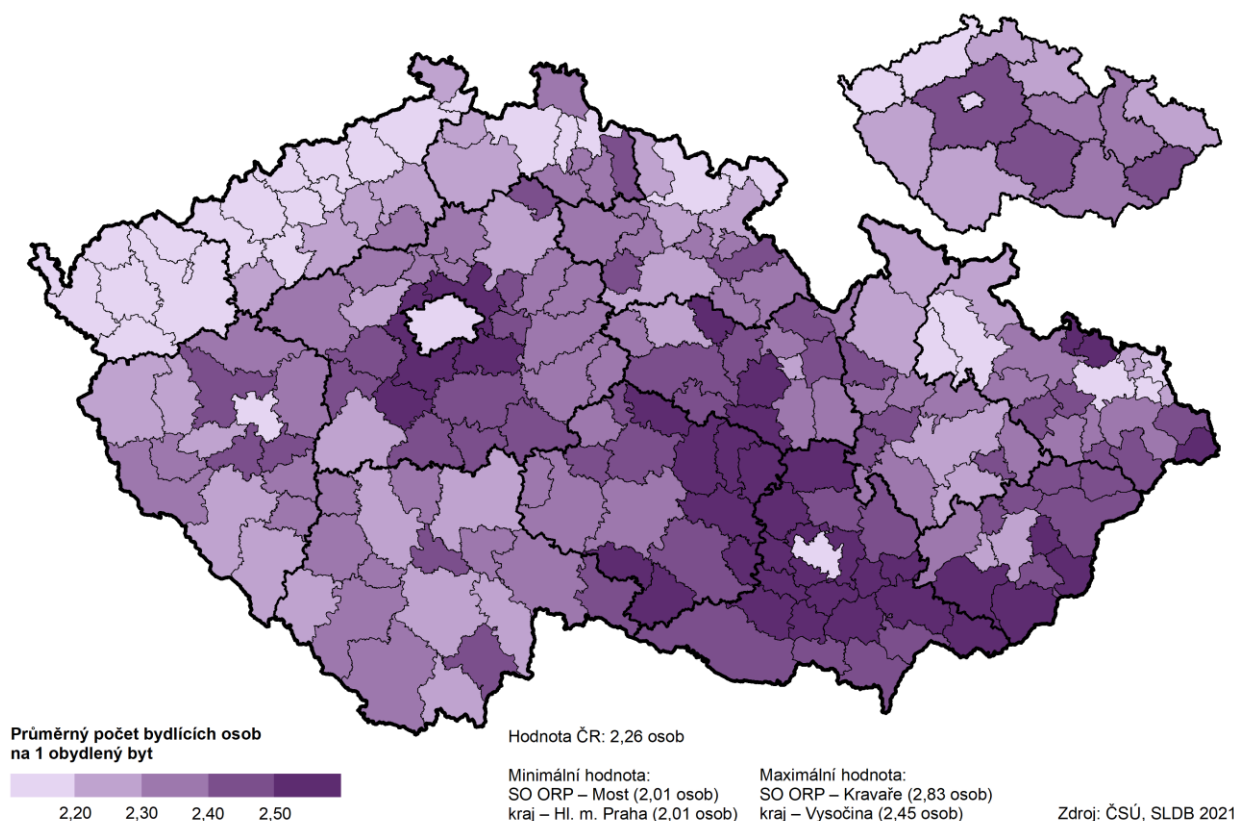 Průměrný počet bydlících osob
na 1 obydlený byt
2,20 2,30 2,40 2,50
Hodnota ČR: 2,26 osob
Minimální hodnota:
SO ORP – Most (2,01 osob)
kraj – Hl. m. Praha (2,01 osob)
Maximální hodnota:
SO ORP – Kravaře (2,83 osob)
kraj – Vysočina (2,45 osob)
Zdroj: ČSÚ, SLDB 2021